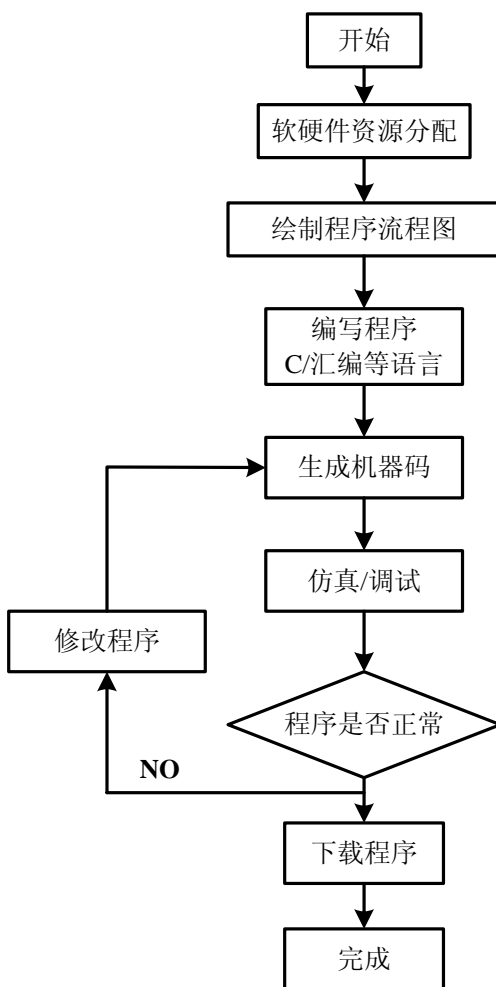 开始
软硬件资源分配
绘制程序流程图
编写程序
C/汇编等语言
生成机器码
仿真/调试
修改程序
程序是否正常
NO
下载程序
完成